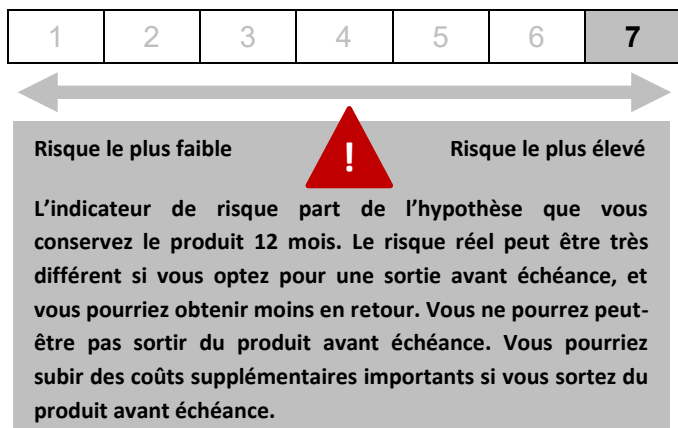 1 2 3 4 5 6 7
Risque le plus faible ! Risque le plus élevé
L’indicateur de risque part de l’hypothèse que vous
conservez le produit 12 mois. Le risque réel peut être très
différent si vous optez pour une sortie avant échéance, et
vous pourriez obtenir moins en retour. Vous ne pourrez peut-
être pas sortir du produit avant échéance. Vous pourriez
subir des coûts supplémentaires importants si vous sortez du
produit avant échéance.